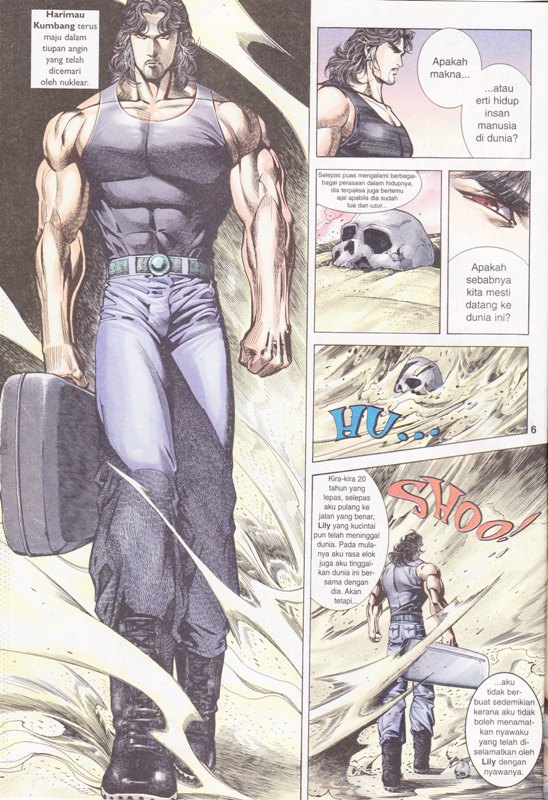 Harimau
Kumbang terus
maju dalam
tiupan angin
yang telah
dicemari
oleh nuklear.
Apakah
makna...
...atau
erti hidup
insan
manusia
di dunia?
Selepas puas mengalami berbagai-
bagai perasaan dalam hidupnya,
dia terpaksa juga bertemu
ajal apabila dia sudah
tua dan uzur...
Apakah
sebabnya
kita mesti
datang ke
dunia ini?
HU...
6
Kira-kira 20
tahun yang
lepas, selepas
aku pulang ke
jalan yang benar,
Lily yang kucintai
pun telah meninggal
dunia. Pada mula-
nya aku rasa elok
juga aku tinggal-
kan dunia ini ber-
sama dengan
dia. Akan
tetapi...
SHOO!
...aku
tidak ber-
buat sedemikian
kerana aku tidak
boleh menamat-
kan nyawaku
yang telah di-
selamatkan oleh
Lily dengan
nyawanya.